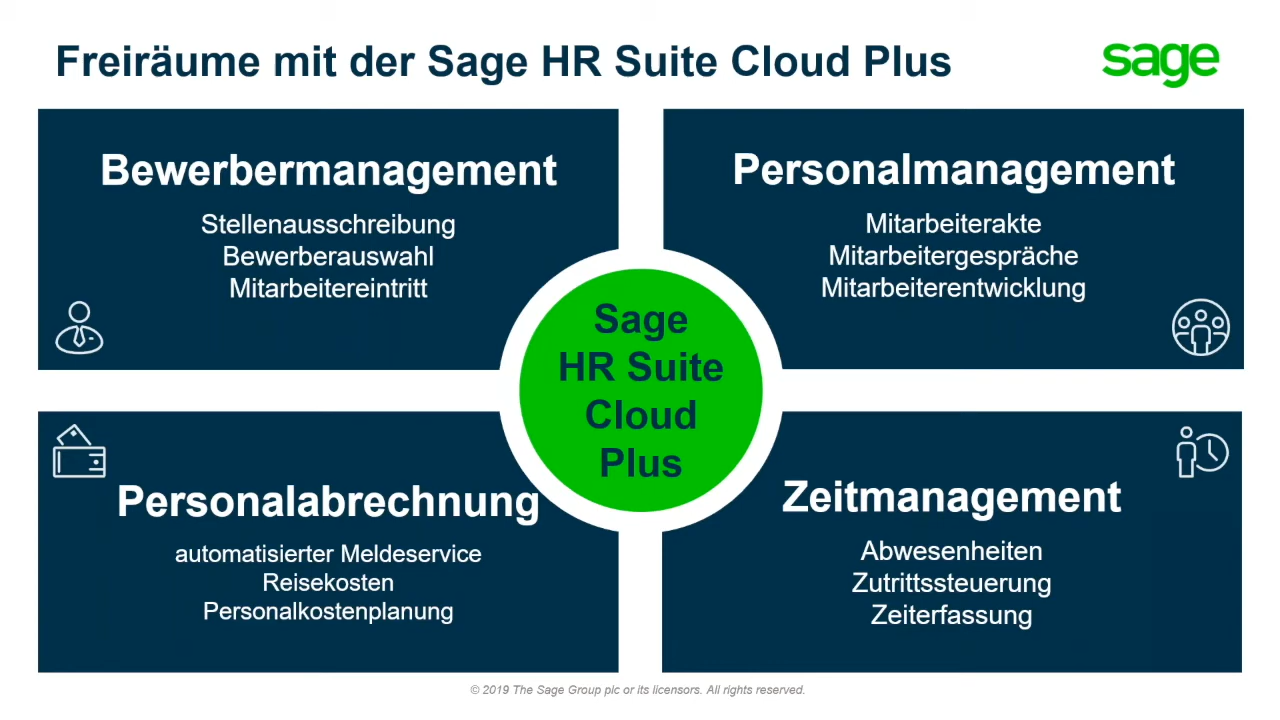 Freiräume mit der Sage HR Suite Cloud Plus
sage
Bewerbermanagement
Stellenausschreibung
Bewerberauswahl
Mitarbeitereintritt
Personalmanagement
Mitarbeiterakte
Mitarbeitergespräche
Mitarbeiterentwicklung
Sage
HR Suite
Cloud
Plus
Personalabrechnung
automatisierter Meldeservice
Reisekosten
Personalkostenplanung
Zeitmanagement
Abwesenheiten
Zutrittssteuerung
Zeiterfassung
© 2019 The Sage Group plc or its licensors. All rights reserved.